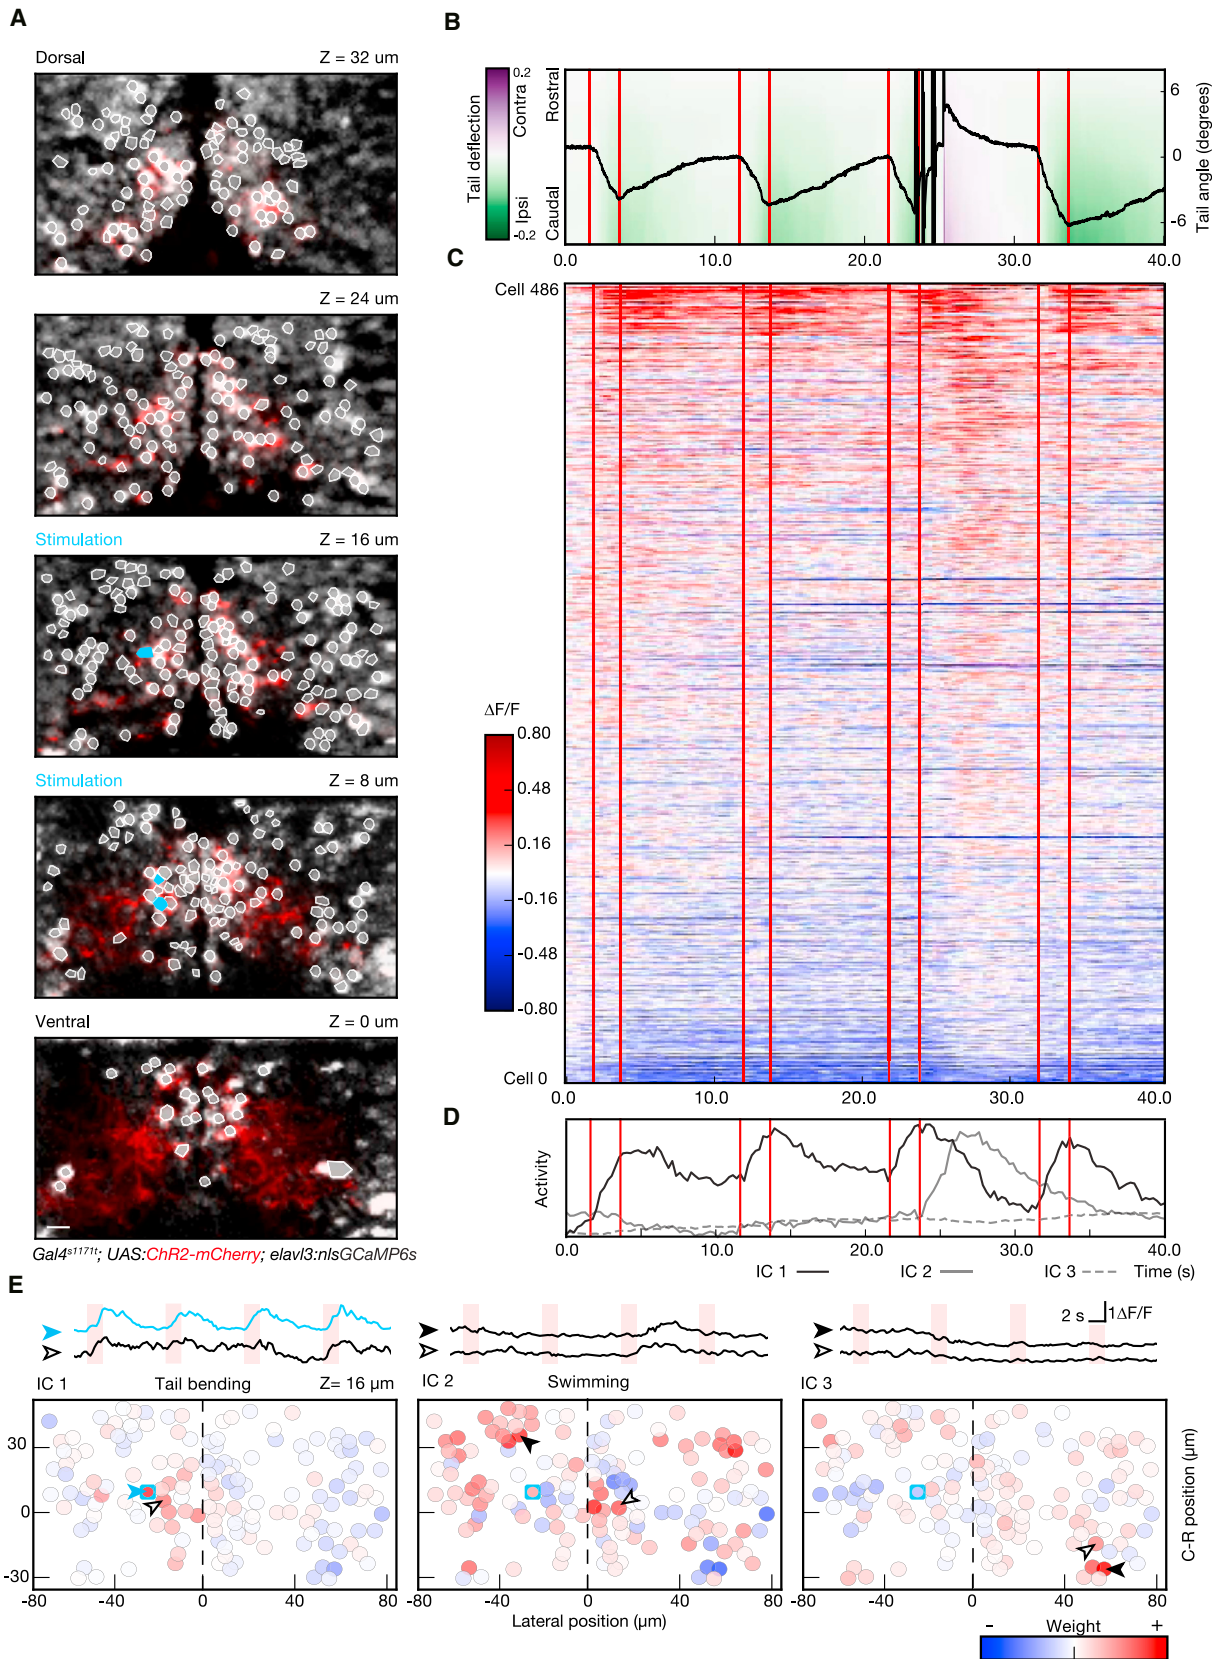 A
Dorsal Z = 32 um
Z = 24 um
Stimulation Z = 16 um
Stimulation Z = 8 um
Ventral Z = 0 um
Gal4s1171t; UAS:ChR2-mCherry; elavl3:nlsGCaMP6s
B
Tail deflection
0.2
Contra
Ipsi
-0.2
Rostral
Caudal
6
0
-6
Tail angle (degrees)
0.0 10.0 20.0 30.0 40.0
C
Cell 486
Cell 0
ΔF/F
0.80
0.48
0.16
-0.16
-0.48
-0.80
10.0 20.0 30.0 40.0
D
Activity
0.0 10.0 20.0 30.0 40.0
IC 1 IC 2 IC 3 Time (s)
E
2 s 1ΔF/F
IC 1 Tail bending Z= 16 μm
IC 2 Swimming
IC 3
30
0
-30
-80 -40 0 40 -80 -40 0 40 80 -80 -40 0 40 80
Lateral position (μm)
C-R position (μm)
- Weight +